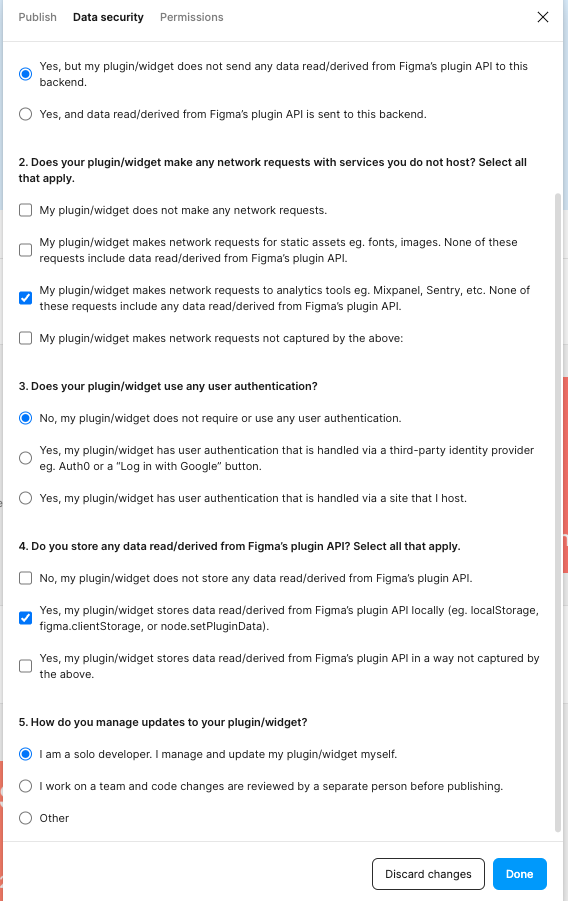 Publish Data security Permissions
Yes, but my plugin/widget does not send any data read/derived from Figma's plugin API to this
backend.
Yes, and data read/derived from Figma's plugin API is sent to this backend.
2. Does your plugin/widget make any network requests with services you do not host? Select all
that apply.
My plugin/widget does not make any network requests.
My plugin/widget makes network requests for static assets eg. fonts, images. None of these
requests include data read/derived from Figma's plugin API.
My plugin/widget makes network requests to analytics tools eg. Mixpanel, Sentry, etc. None of
these requests include any data read/derived from Figma's plugin API.
My plugin/widget makes network requests not captured by the above:
3. Does your plugin/widget use any user authentication?
No, my plugin/widget does not require or use any user authentication.
Yes, my plugin/widget has user authentication that is handled via a third-party identity provider
eg. Auth0 or a “Log in with Google” button.
Yes, my plugin/widget has user authentication that is handled via a site that I host.
4. Do you store any data read/derived from Figma's plugin API? Select all that apply.
No, my plugin/widget does not store any data read/derived from Figma's plugin API.
Yes, my plugin/widget stores data read/derived from Figma's plugin API locally (eg. localStorage,
figma.clientStorage, or node.setPluginData).
Yes, my plugin/widget stores data read/derived from Figma's plugin API in a way not captured by
the above.
5. How do you manage updates to your plugin/widget?
I am a solo developer. I manage and update my plugin/widget myself.
I work on a team and code changes are reviewed by a separate person before publishing.
Other
Discard changes Done